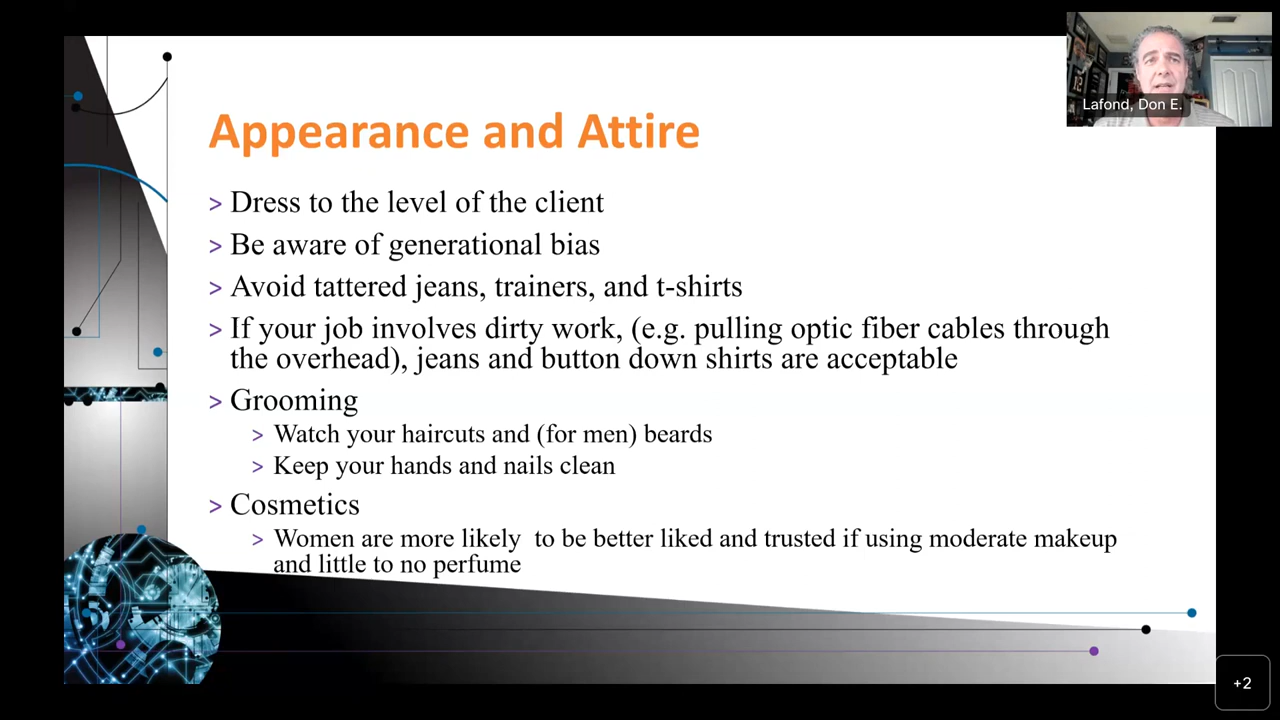 Lafond, Don E.
Appearance and Attire
> Dress to the level of the client
> Be aware of generational bias
> Avoid tattered jeans, trainers, and t-shirts
> If your job involves dirty work, (e.g. pulling optic fiber cables through
the overhead), jeans and button down shirts are acceptable
> Grooming
> Watch your haircuts and (for men) beards
> Keep your hands and nails clean
> Cosmetics
> Women are more likely  to be better liked and trusted if using moderate makeup
and little to no perfume
+2